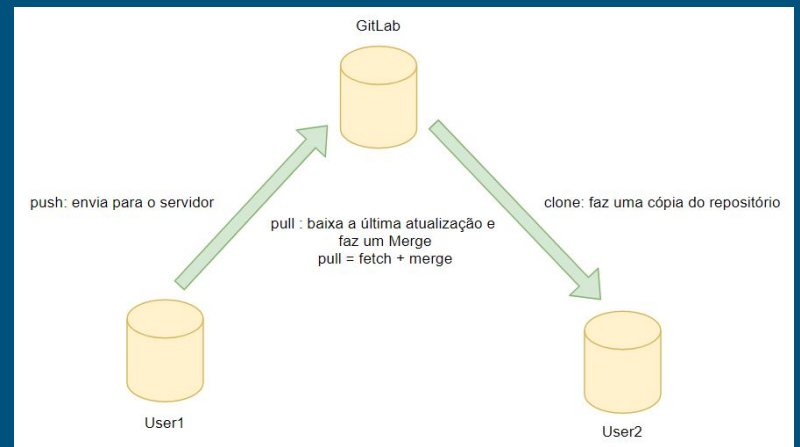 GitLab
push: envia para o servidor
clone: faz uma cópia do repositório
pull : baixa a última atualização e
faz um Merge
pull = fetch + merge
User1
User2